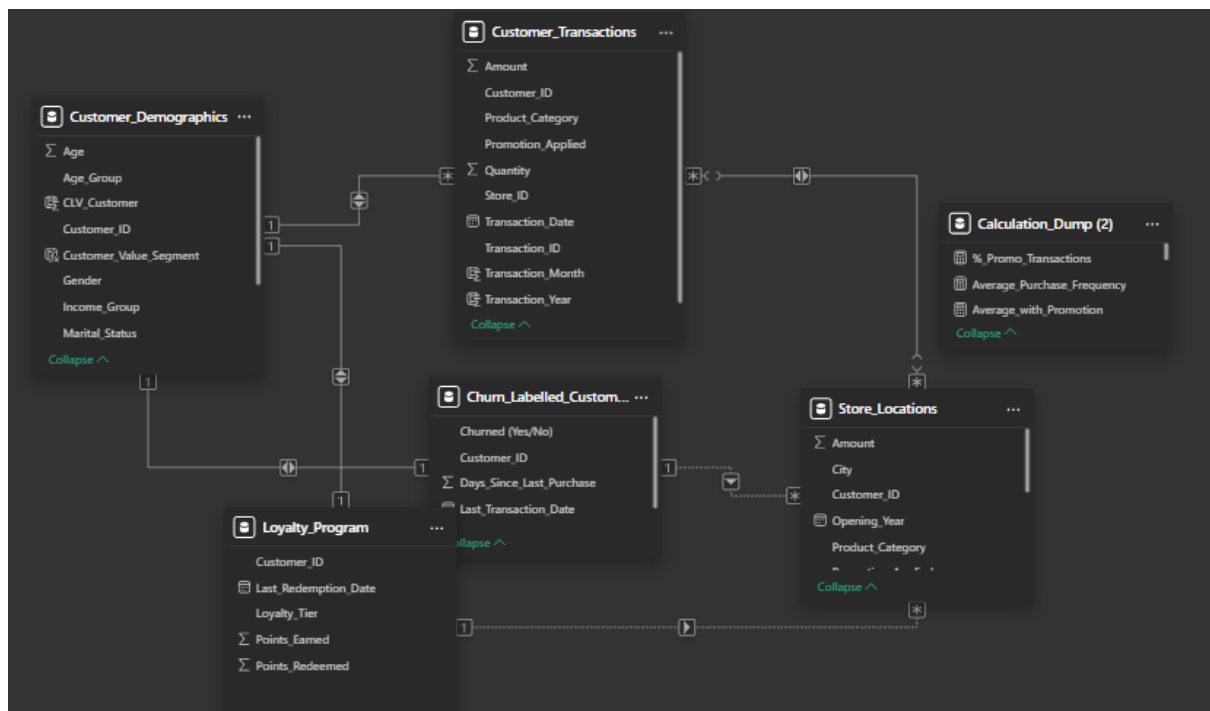 Customer_Transactions
Amount
Customer_ID
Product_Category
Promotion_Applied
Quantity
Store_ID
Transaction_Date
Transaction_ID
Transaction_Month
Transaction_Year
Collapse
Customer_Demographics
Age
Age_Group
CLV_Customer
Customer_ID
Customer_Value_Segment
Gender
Income_Group
Marital_Status
Collapse
1
1
1
*
*
Calculation_Dump (2)
%_Promo_Transactions
Average_Purchase_Frequency
Average_with_Promotion
Collapse
Churn_Labelled_Custom...
Churned (Yes/No)
Customer_ID
Days_Since_Last_Purchase
Last_Transaction_Date
ollapse
1
1
*
*
Store_Locations
Amount
City
Customer_ID
Opening_Year
Product_Category
Collapse
*
1
Loyalty_Program
Customer_ID
Last_Redemption_Date
Loyalty_Tier
Points_Earned
Points_Redeemed
1